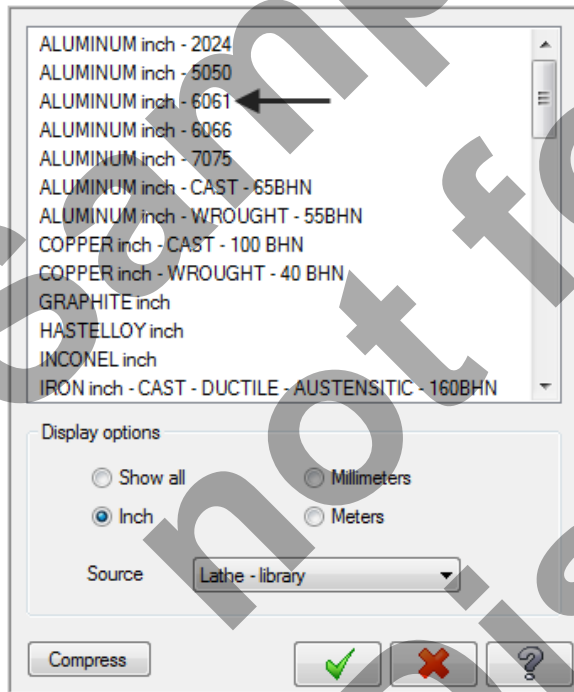 ALUMINUM inch - 2024
ALUMINUM inch - 5050
ALUMINUM inch - 6061
ALUMINUM inch - 6066
ALUMINUM inch - 7075
ALUMINUM inch - CAST - 65BHN
ALUMINUM inch - WROUGHT - 55BHN
COPPER inch - CAST - 100 BHN
COPPER inch - WROUGHT - 40 BHN
GRAPHITE inch
HASTELLOY inch
INCONEL inch
IRON inch - CAST - DUCTILE - AUSTENSITIC - 160BHN
Display options
Show all
Millimeters
Inch
Meters
Source
Lathe - library
Compress